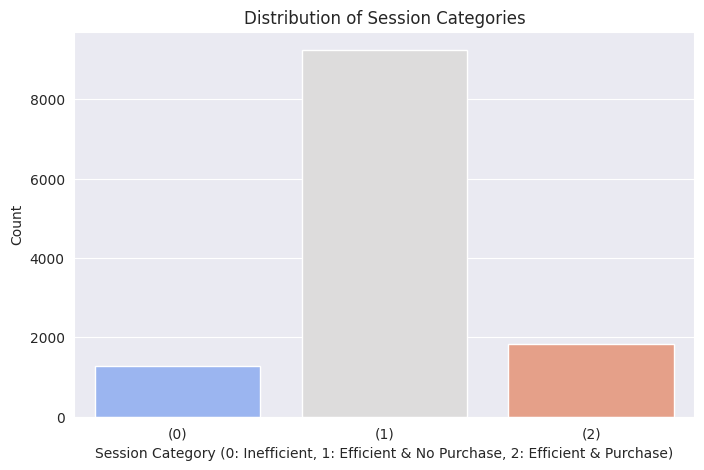 Distribution of Session Categories
Count
8000
6000
4000
2000
0
(0)
(1)
(2)
Session Category (0: Inefficient, 1: Efficient & No Purchase, 2: Efficient & Purchase)